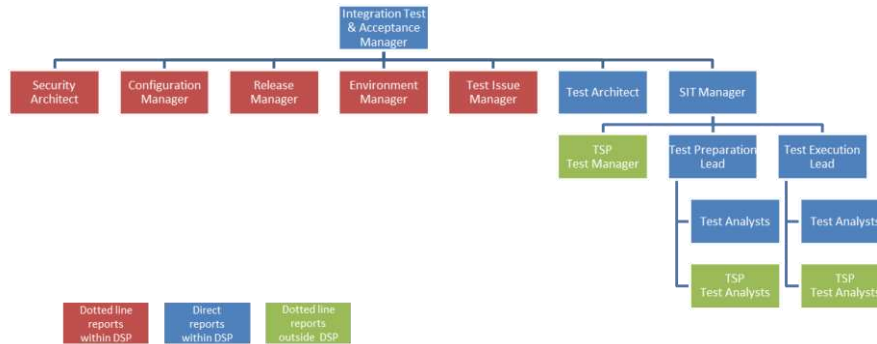 Integration Test
& Acceptance
Manager
Security
Architect
Configuration
Manager
Release
Manager
Environment
Manager
Test Issue
Manager
Test Architect
SIT Manager
TSP
Test Manager
Test Preparation
Lead
Test Execution
Lead
Test Analysts
Test Analysts
TSP
Test Analysts
TSP
Test Analysts
Dotted line
reports
within DSP
Direct
reports
within DSP
Dotted line
reports
outside DSP